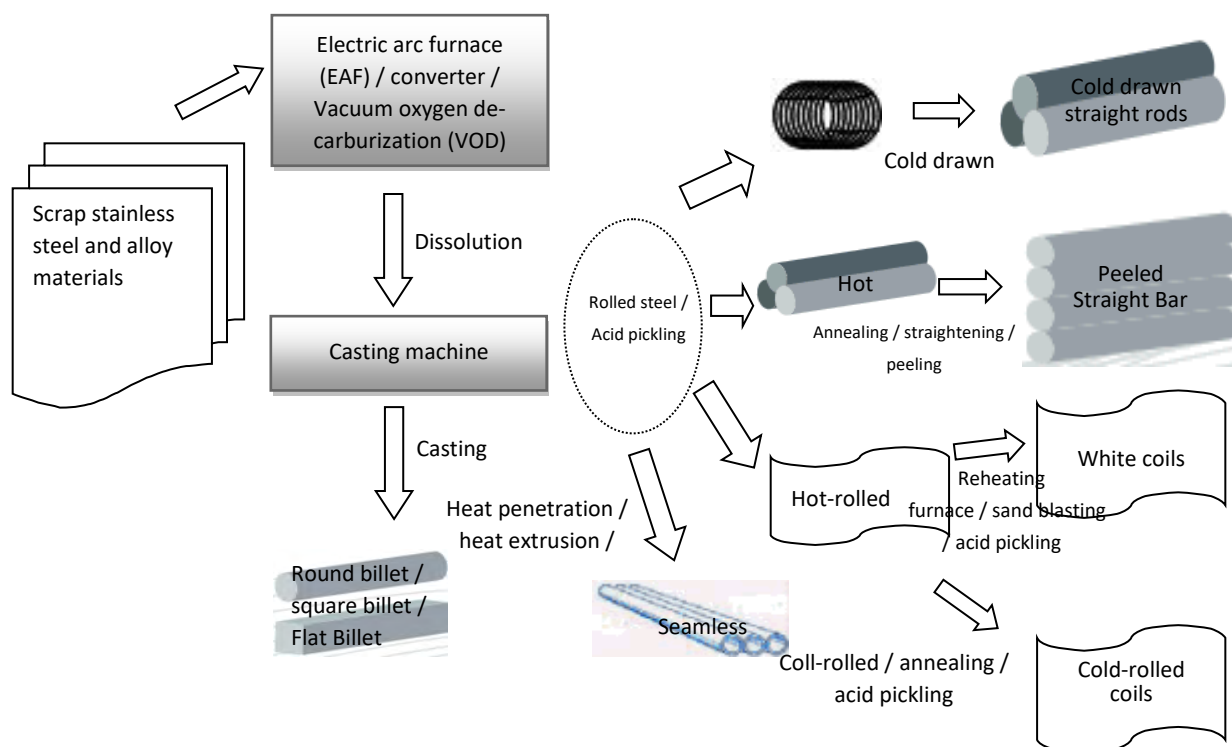 Electric arc furnace
(EAF) / converter /
Vacuum oxygen de-
carburization (VOD)
Scrap stainless
steel and alloy
materials
Dissolution
Casting machine
Casting
Round billet /
square billet /
Flat Billet
Rolled steel /
Acid pickling
Cold drawn
Cold drawn
straight rods
Hot
Annealing / straightening /
peeling
Peeled
Straight Bar
Heat penetration /
heat extrusion /
Seamless
Hot-rolled
Reheating
furnace / sand blasting
/ acid pickling
White coils
Coll-rolled / annealing /
acid pickling
Cold-rolled
coils